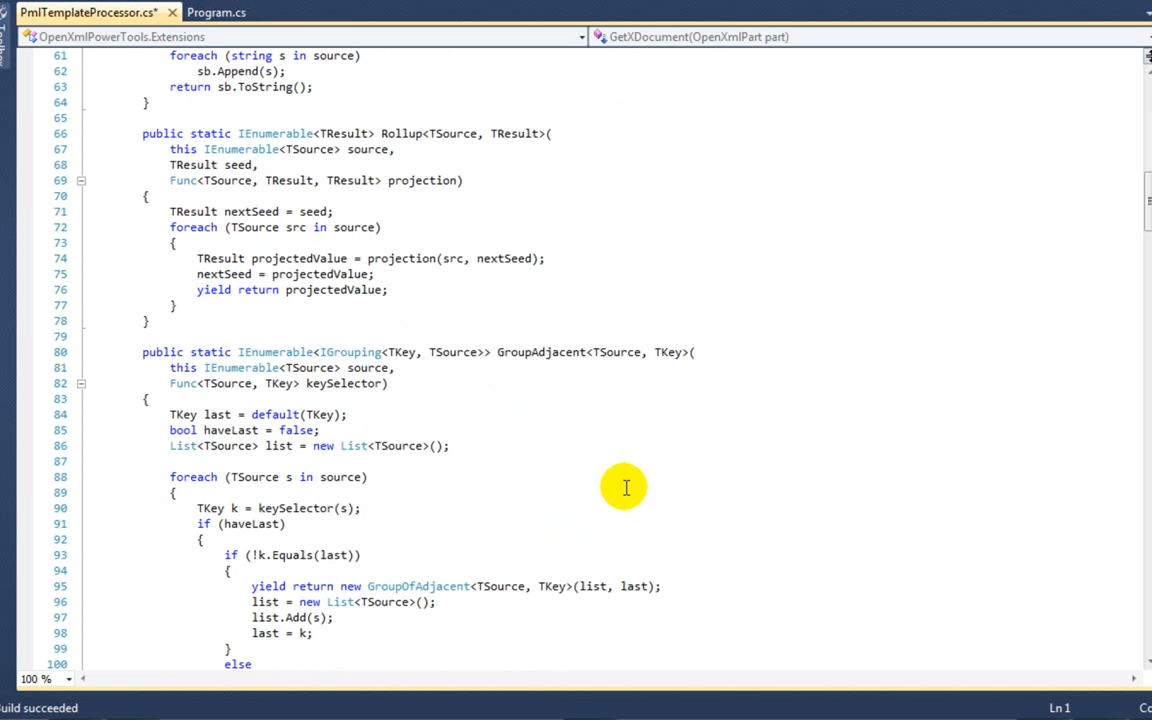 PmlTemplateProcessor.cs* Program.cs
OpenXmlPowerTools.Extensions GetXDocument(OpenXmlPart part)
Toolbox
61 foreach (string s in source)
62 sb.Append(s);
63 return sb.ToString();
64 }
65
66 public static IEnumerable<TResult> Rollup<TSource, TResult>(
67 this IEnumerable<TSource> source,
68 TResult seed,
69 Func<TSource, TResult, TResult> projection)
70 {
71 TResult nextSeed = seed;
72 foreach (TSource src in source)
73 {
74 TResult projectedValue = projection(src, nextSeed);
75 nextSeed = projectedValue;
76 yield return projectedValue;
77 }
78 }
79
80 public static IEnumerable<IGrouping<TKey, TSource>> GroupAdjacent<TSource, TKey>(
81 this IEnumerable<TSource> source,
82 Func<TSource, TKey> keySelector)
83 {
84 TKey last = default(TKey);
85 bool haveLast = false;
86 List<TSource> list = new List<TSource>();
87
88 foreach (TSource s in source)
89 {
90 TKey k = keySelector(s);
91 if (haveLast)
92 {
93 if (!k.Equals(last))
94 {
95 yield return new GroupOfAdjacent<TSource, TKey>(list, last);
96 list = new List<TSource>();
97 list.Add(s);
98 last = k;
99 }
100 else
100 %
Build succeeded Ln 1 Co